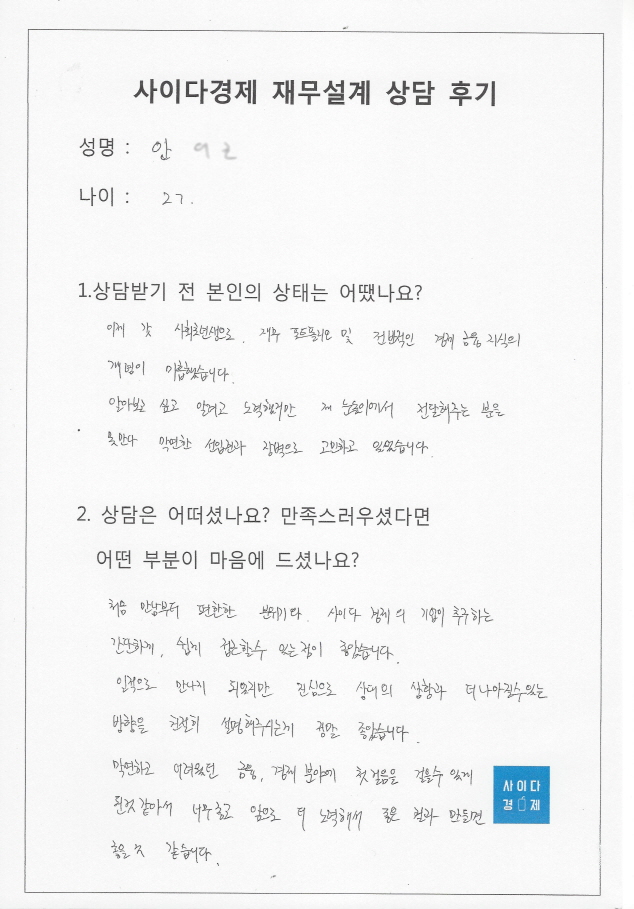 사이다경제 재무설계 상담 후기
성명 : 안
나이 : 27.
1.상담받기 전 본인의 상태는 어땠나요?
이제 갓 사회초년생으로, 재무 포트폴리오 및 전반적인 경제 금융 지식의
개념이 미흡했습니다.
알아보고 싶고 알려고 노력했지만 제 눈높이에서 전달해주는 분을
못만나 막연한 선입견과 장벽으로 고민하고 있었습니다.
2. 상담은 어떠셨나요? 만족스러우셨다면
어떤 부분이 마음에 드셨나요?
처음 만남부터 편안한 분위기와 사이다 경제의 기업이 추구하는
간단하게, 쉽게 접근할수 있는점이 좋았습니다.
일적으로 만나지 되었지만 진심으로 상대의 상황과 더 나아질수있는
방향을 친절히 설명해주시는게 정말 좋았습니다.
막연하고 어려웠던 금융, 경제 분야에 첫 걸음을 걸을수 있게
된것 같아서 너무 좋고 앞으로 더 노력해서 좋은 결과 만들면
좋을 것 같습니다.
사이다
경제